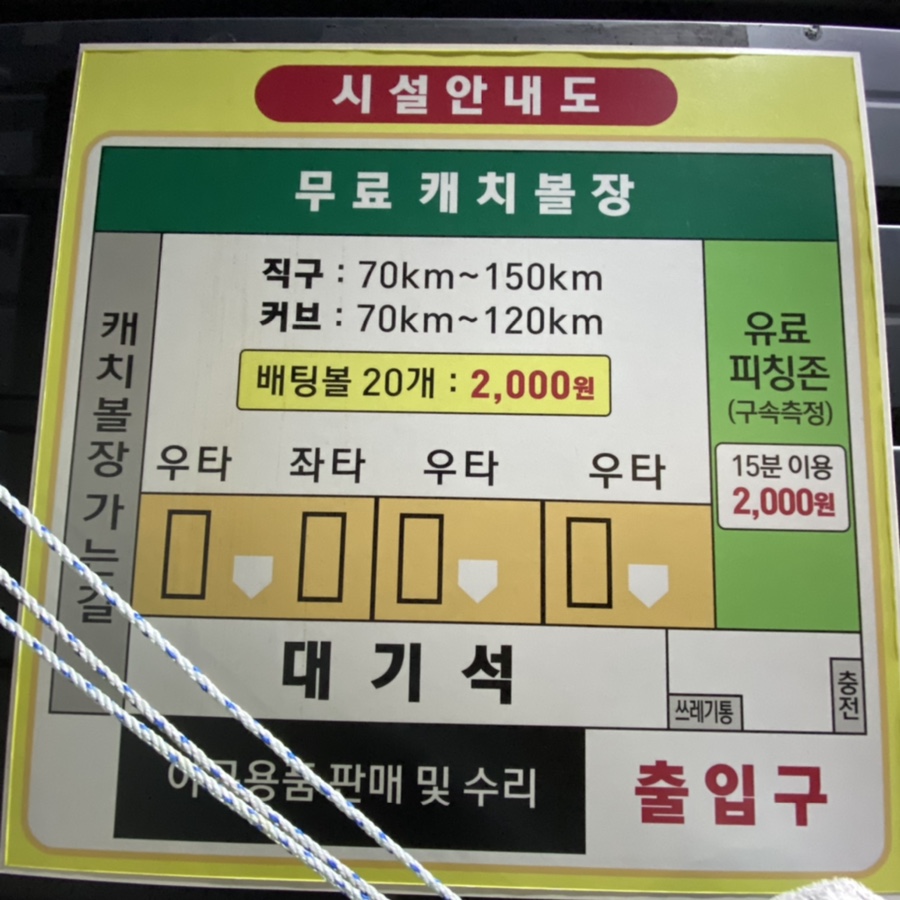 시설안내도
무료 캐치볼장
캐치볼장 가는길
직구 : 70km~150km
커브 : 70km~120km
배팅볼 20개 : 2,000원
우타 좌타 우타 우타
유료
피칭존
(구속측정)
15분 이용
2,000원
대기석
쓰레기통
충전
야구용품 판매 및 수리
출입구